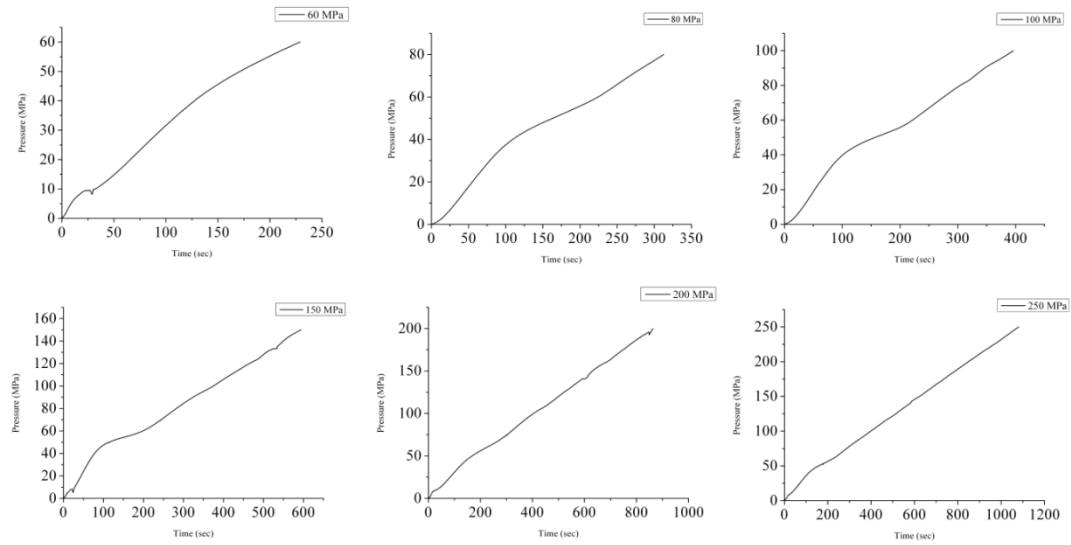 60 MPa
60
50
40
30
20
10
0
Pressure (MPa)
0 50 100 150 200 250
Time (sec)
80 MPa
80
60
40
20
0
Pressure (MPa)
0 50 100 150 200 250 300 350
Time (sec)
100 MPa
100
80
60
40
20
0
Pressure (MPa)
0 100 200 300 400
Time (sec)
150 MPa
160
140
120
100
80
60
40
20
0
Pressure (MPa)
0 100 200 300 400 500 600
Time (sec)
200 MPa
200
150
100
50
0
Pressure (MPa)
0 200 400 600 800 1000
Time (sec)
250 MPa
250
200
150
100
50
0
Pressure (MPa)
0 200 400 600 800 1000 1200
Time (sec)